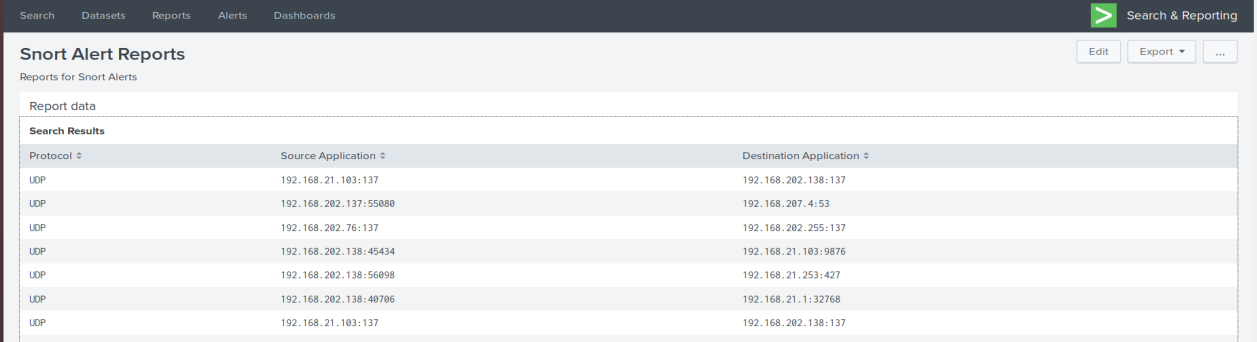 Search Datasets Reports Alerts Dashboards Search & Reporting
Snort Alert Reports Edit Export ...
Reports for Snort Alerts
Report data
Search Results
Protocol Source Application Destination Application
UDP 192.168.21.103:137 192.168.202.138:137
UDP 192.168.202.137:55080 192.168.207.4:53
UDP 192.168.202.76:137 192.168.202.255:137
UDP 192.168.202.138:45434 192.168.21.103:9876
UDP 192.168.202.138:56098 192.168.21.253:427
UDP 192.168.202.138:40706 192.168.21.1:32768
UDP 192.168.21.103:137 192.168.202.138:137